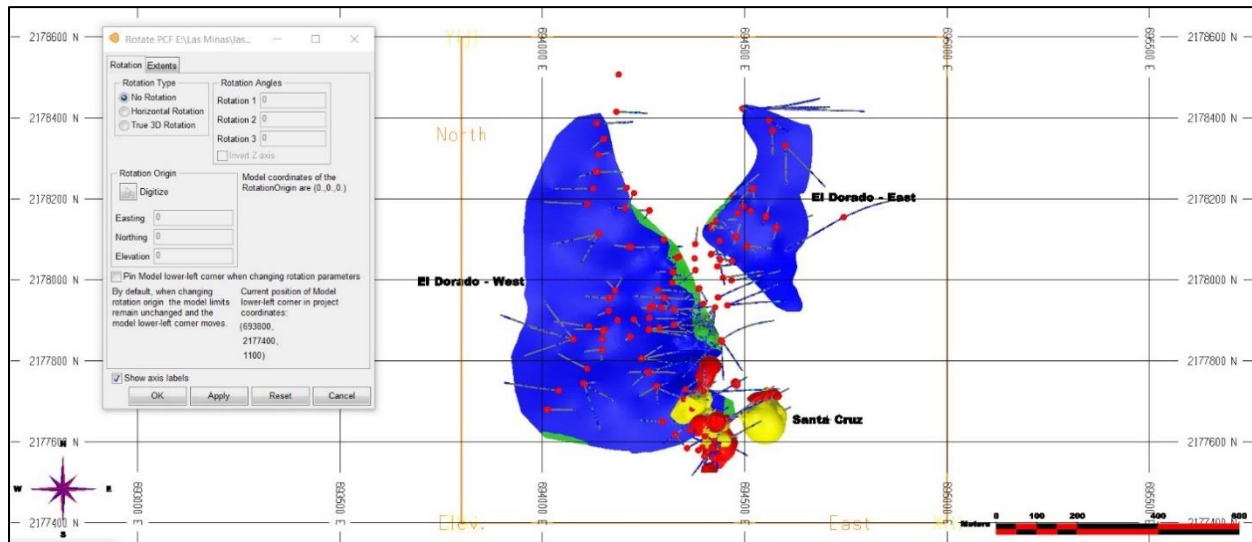 Rotate PCF E:\Las Minas\las...
Rotation Extents
Rotation Type
No Rotation
Horizontal Rotation
True 3D Rotation
Rotation Angles
Rotation 1 0
Rotation 2 0
Rotation 3 0
Invert Z axis
Rotation Origin
Digitize
Easting 0
Northing 0
Elevation 0
Model coordinates of the
RotationOrigin are (0.,0.,0.)
Pin Model lower-left corner when changing rotation parameters
By default, when changing
rotation origin the model limits
remain unchanged and the
model lower-left corner moves.
Current position of Model
lower-left corner in project
coordinates:
(693800,
2177400,
1100)
Show axis labels
OK Apply Reset Cancel
2178600 N
2178400 N
2178200 N
2178000 N
2177800 N
2177600 N
2177400 N
2178600 N
2178400 N
2178200 N
2178000 N
2177800 N
2177600 N
2177400 N
694000 E
694500 E
695000 E
695500 E
693000 E
693500 E
694000 E
694500 E
695000 E
695500 E
North
Elev.
East
El Dorado - East
El Dorado - West
Santa Cruz
N
W E
S
Meters 0 100 200 400 600